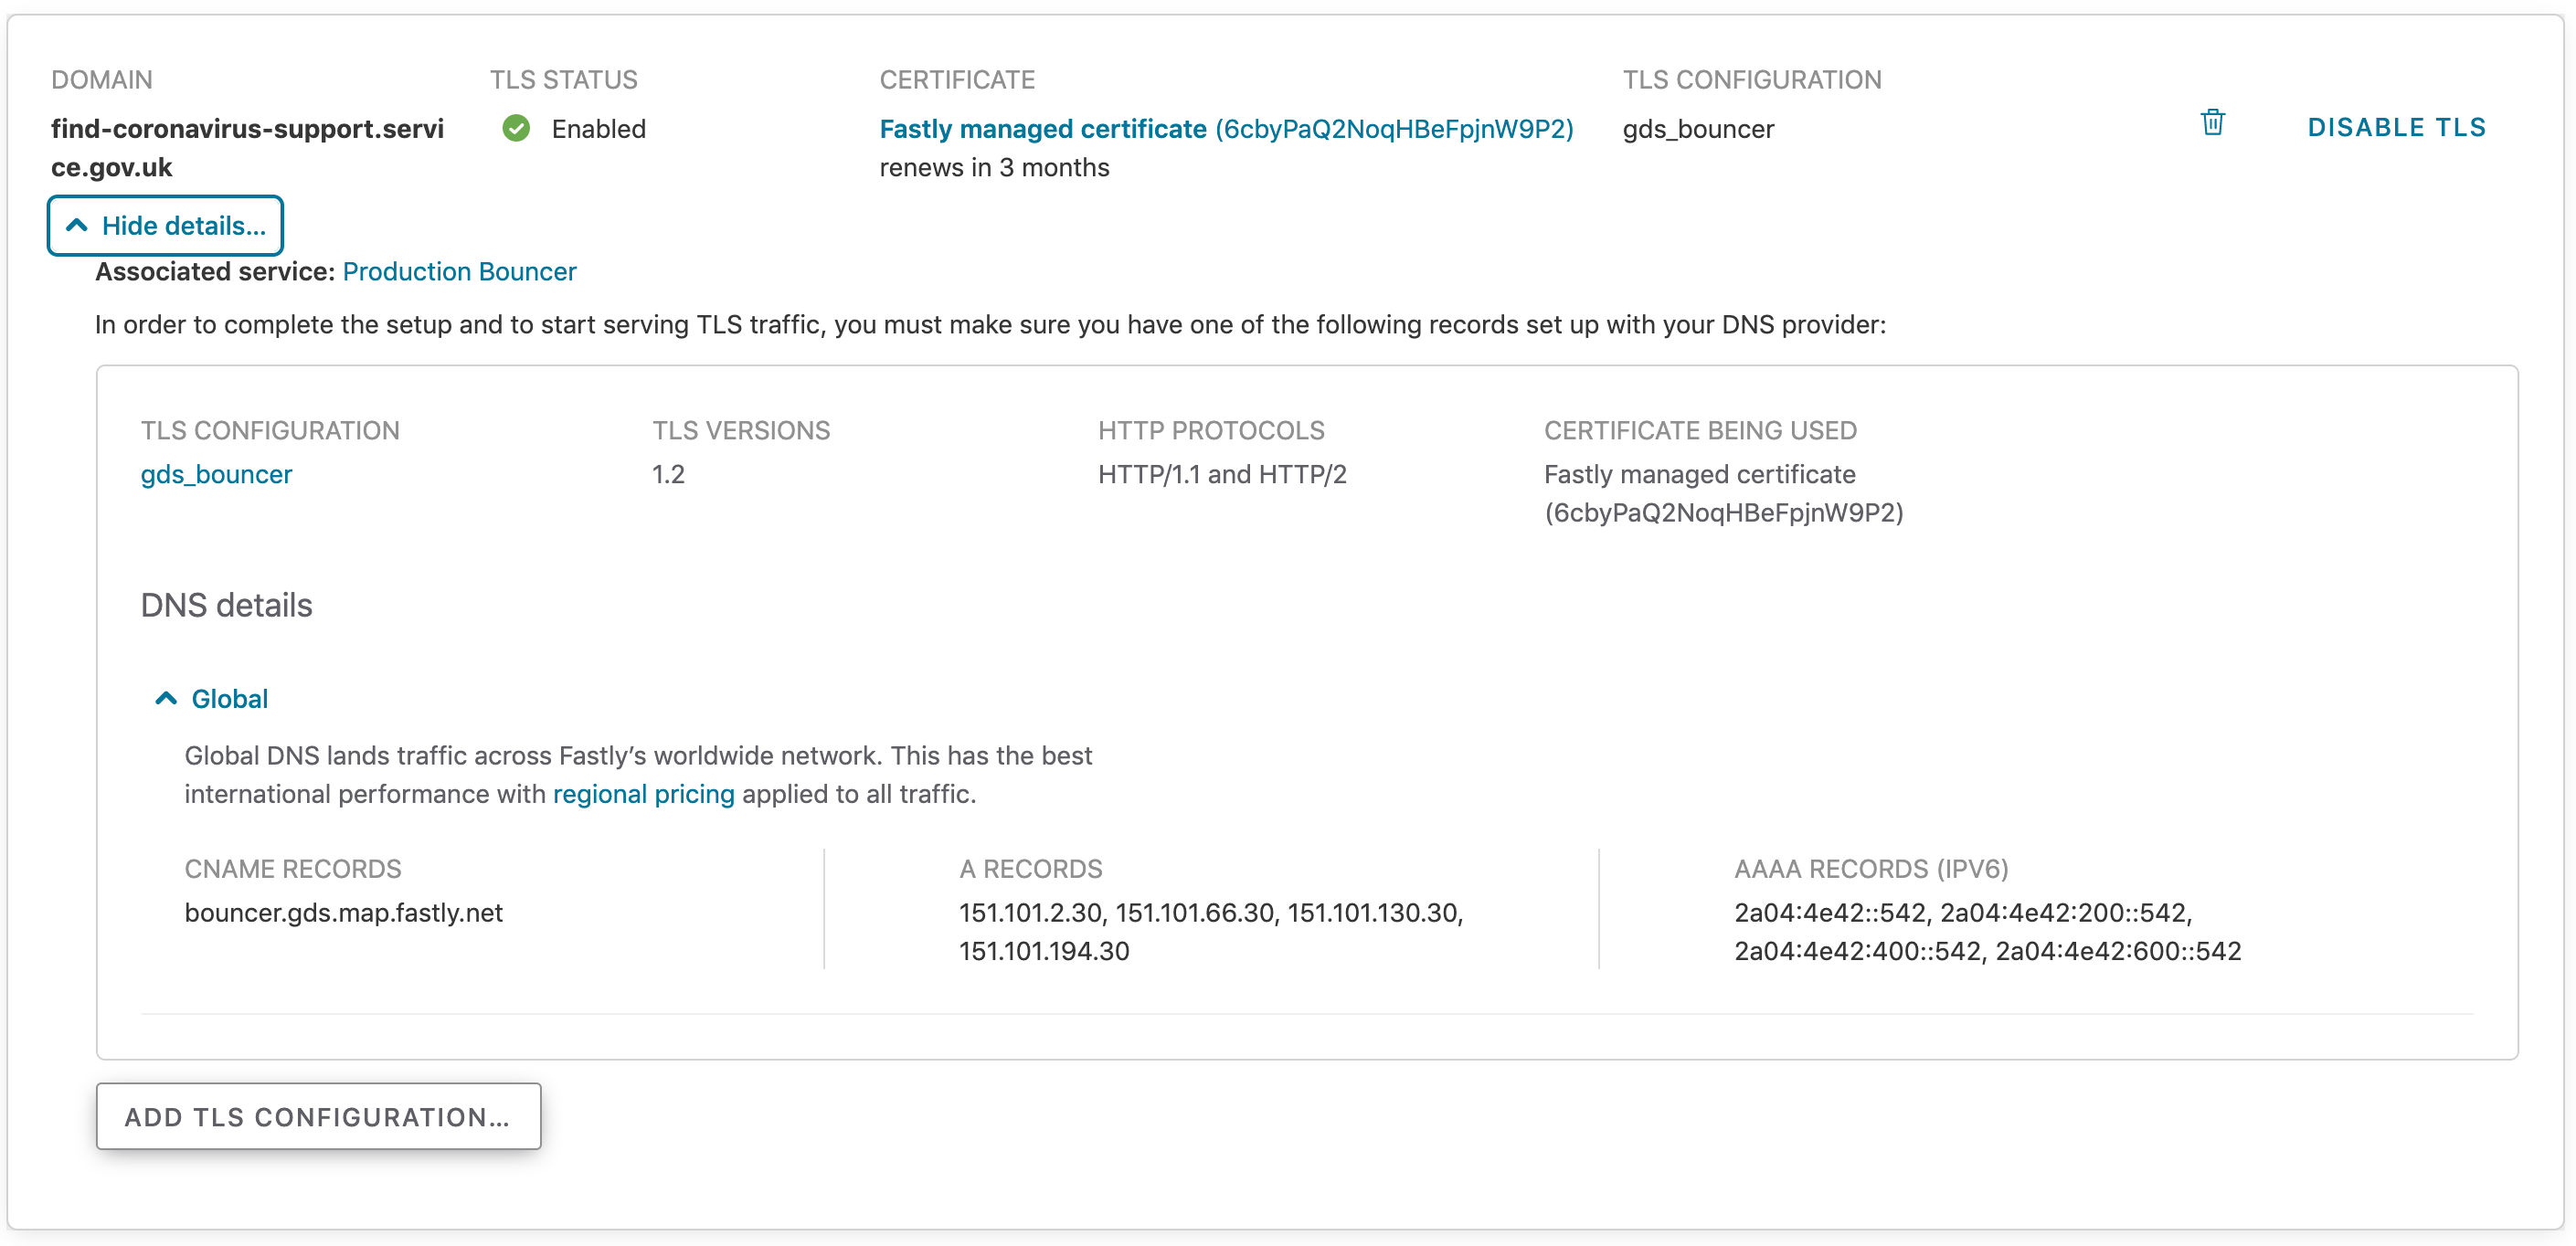 DOMAIN
TLS STATUS
CERTIFICATE
TLS CONFIGURATION
find-coronavirus-support.servi
ce.gov.uk
Enabled
Fastly managed certificate (6cbyPaQ2NoqHBeFpjnW9P2)
renews in 3 months
gds_bouncer
DISABLE TLS
Hide details...
Associated service: Production Bouncer
In order to complete the setup and to start serving TLS traffic, you must make sure you have one of the following records set up with your DNS provider:
TLS CONFIGURATION
gds_bouncer
TLS VERSIONS
1.2
HTTP PROTOCOLS
HTTP/1.1 and HTTP/2
CERTIFICATE BEING USED
Fastly managed certificate
(6cbyPaQ2NoqHBeFpjnW9P2)
DNS details
Global
Global DNS lands traffic across Fastly’s worldwide network. This has the best
international performance with regional pricing applied to all traffic.
CNAME RECORDS
bouncer.gds.map.fastly.net
A RECORDS
151.101.2.30, 151.101.66.30, 151.101.130.30,
151.101.194.30
AAAA RECORDS (IPV6)
2a04:4e42::542, 2a04:4e42:200::542,
2a04:4e42:400::542, 2a04:4e42:600::542
ADD TLS CONFIGURATION...